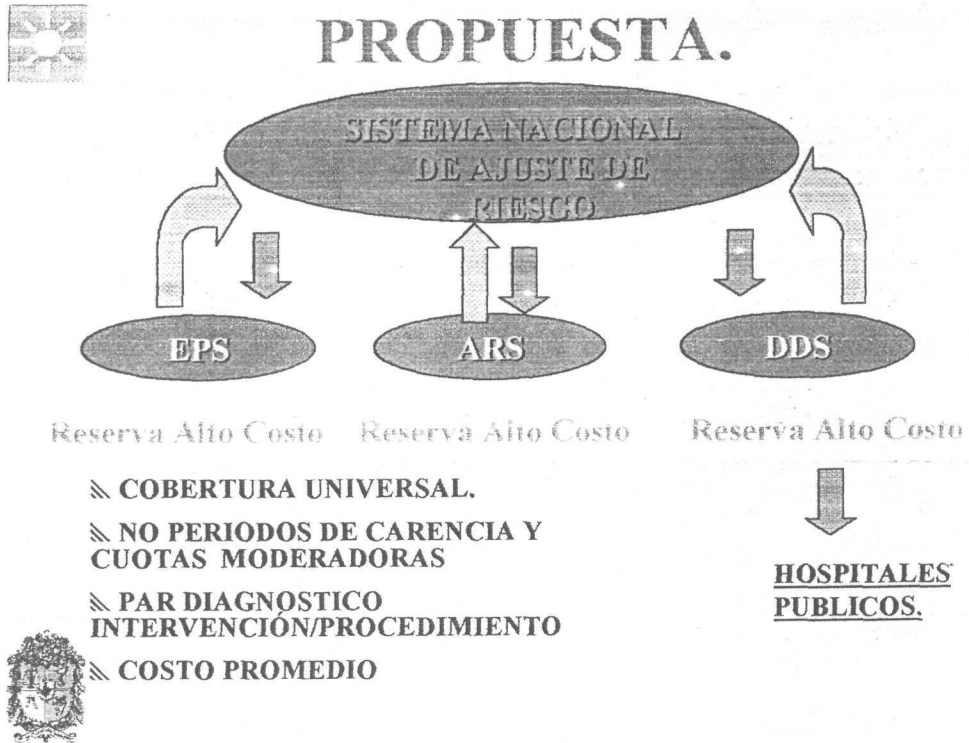 PROPUESTA.
SISTEMA NACIONAL
DE AJUSTE DE
RIESGO
EPS
ARS
DDS
Reserva Alto Costo
Reserva Alto Costo
Reserva Alto Costo
COBERTURA UNIVERSAL.
NO PERIODOS DE CARENCIA Y
CUOTAS MODERADORAS
PAR DIAGNOSTICO
INTERVENCIÓN/PROCEDIMIENTO
COSTO PROMEDIO
HOSPITALES
PUBLICOS.